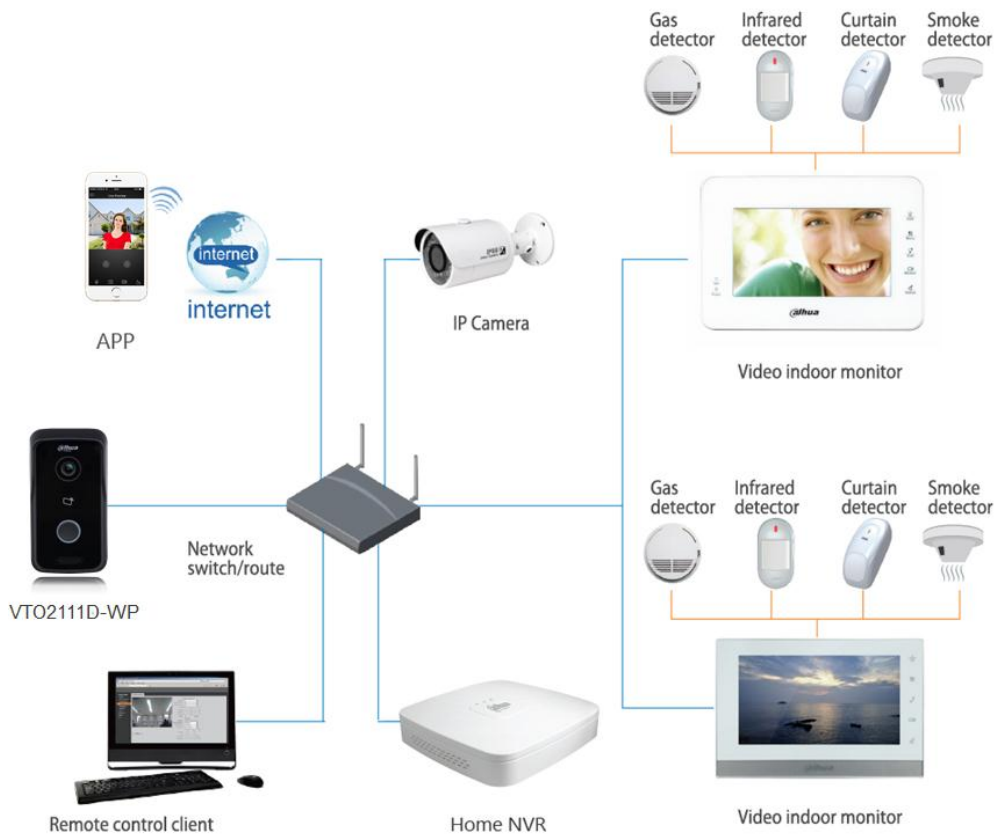 Gas
detector
Infrared
detector
Curtain
detector
Smoke
detector
internet
internet
APP
IP Camera
alhua
Video indoor monitor
alhua
Network
switch/route
VTO2111D-WP
Gas
detector
Infrared
detector
Curtain
detector
Smoke
detector
alhua
Remote control client
Home NVR
Video indoor monitor